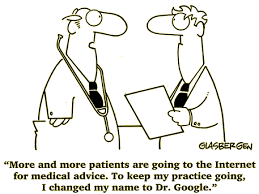 GLASBERGEN
“More and more patients are going to the Internet
for medical advice. To keep my practice going,
I changed my name to Dr. Google.”